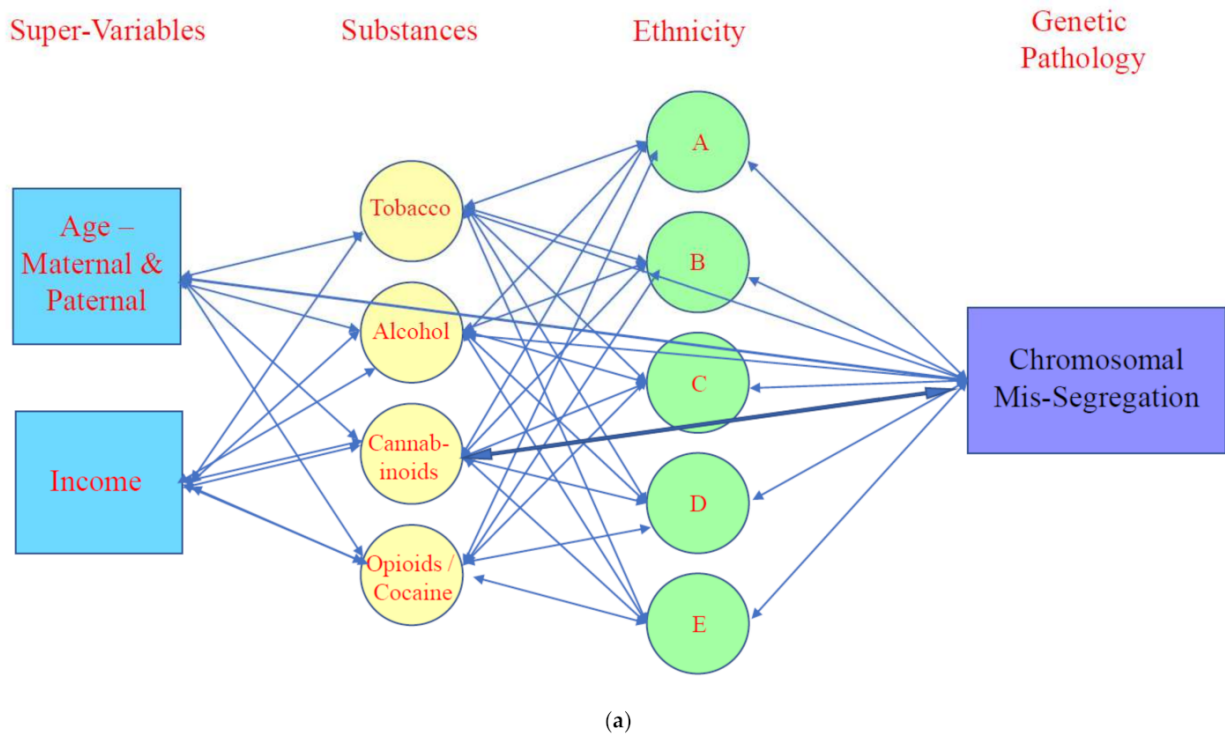 Super-Variables
Substances
Ethnicity
Genetic
Pathology
Age –
Maternal &
Paternal
Income
Tobacco
Alcohol
Cannab-
inoids
Opioids /
Cocaine
A
B
C
D
E
Chromosomal
Mis-Segregation
(a)